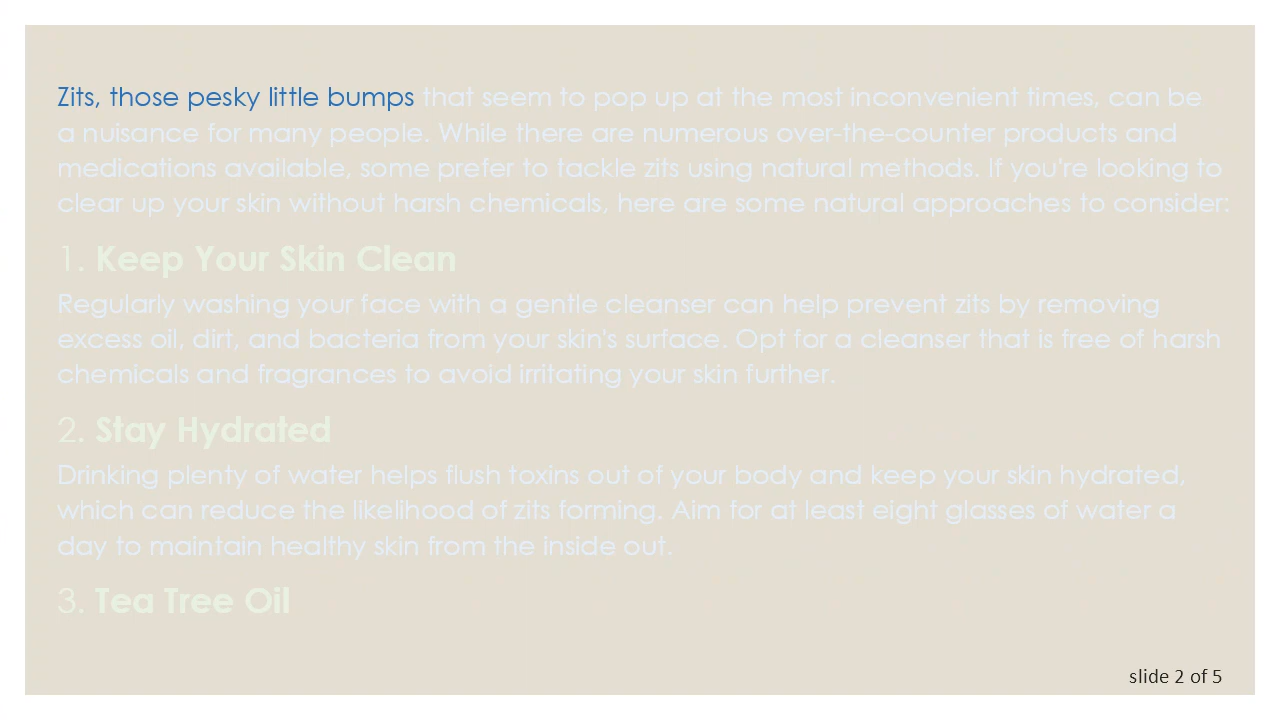 Zits, those pesky little bumps that seem to pop up at the most inconvenient times, can be
a nuisance for many people. While there are numerous over-the-counter products and
medications available, some prefer to tackle zits using natural methods. If you're looking to
clear up your skin without harsh chemicals, here are some natural approaches to consider:
1. Keep Your Skin Clean
Regularly washing your face with a gentle cleanser can help prevent zits by removing
excess oil, dirt, and bacteria from your skin's surface. Opt for a cleanser that is free of harsh
chemicals and fragrances to avoid irritating your skin further.
2. Stay Hydrated
Drinking plenty of water helps flush toxins out of your body and keep your skin hydrated,
which can reduce the likelihood of zits forming. Aim for at least eight glasses of water a
day to maintain healthy skin from the inside out.
3. Tea Tree Oil
slide 2 of 5